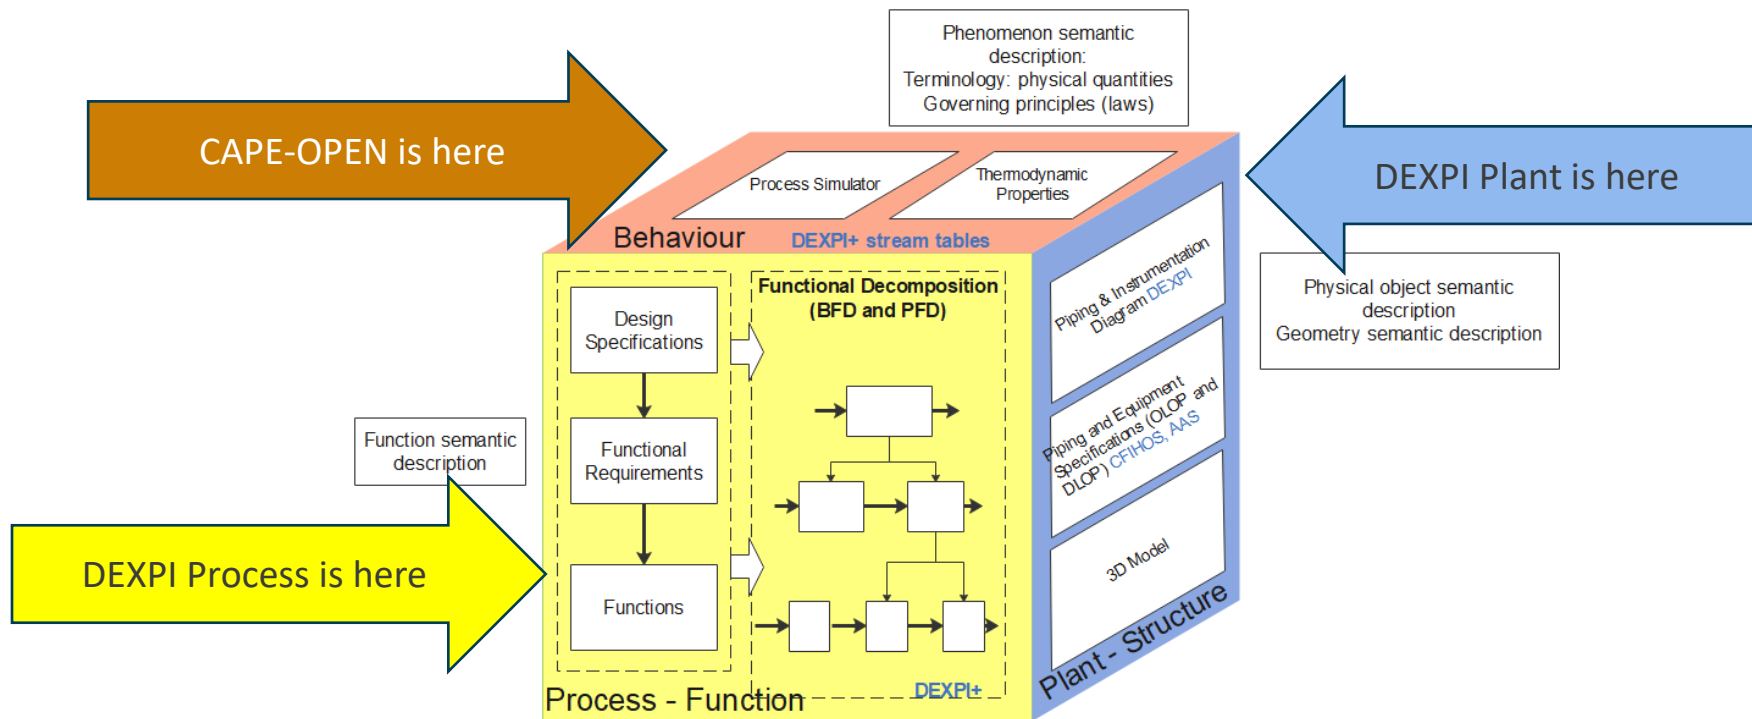 Phenomenon semantic
description:
Terminology: physical quantities
Governing principles (laws)
CAPE-OPEN is here
DEXPI Plant is here
Process Simulator
Thermodynamic
Properties
Behaviour
DEXPI+ stream tables
Design
Specifications
Functional Requirements
Functions
Functional Decomposition
(BFD and PFD)
DEXPI+
Process - Function
Piping & Instrumentation
Diagram DEXPI
Piping and Equipment
Specifications (OLOP and
DLOP) CFIHOS, AAS
3D Model
Plant - Structure
Physical object semantic
description
Geometry semantic description
Function semantic
description
DEXPI Process is here